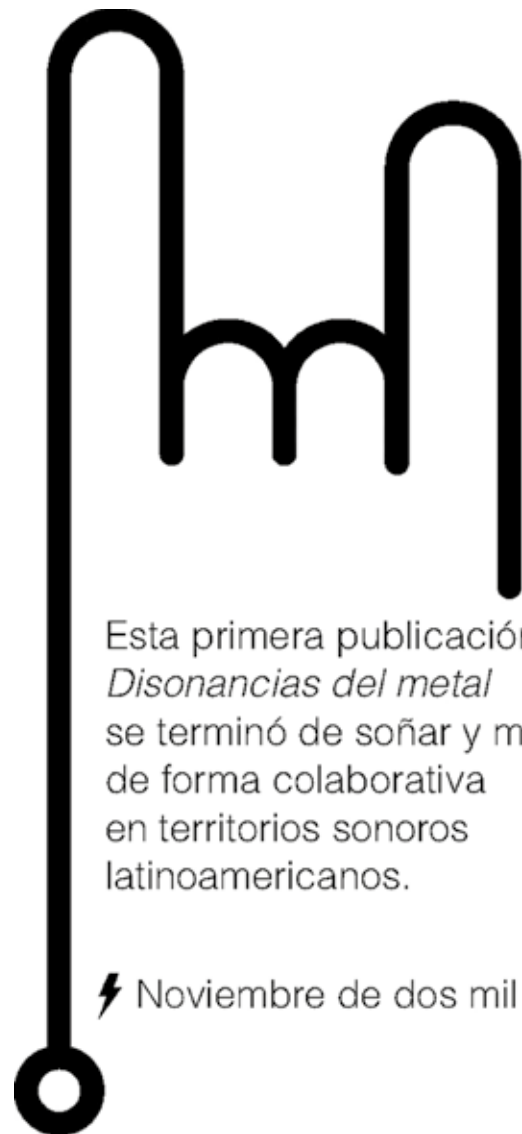 Esta primera publicación
Disonancias del metal
se terminó de soñar y m
de forma colaborativa
en territorios sonoros
latinoamericanos.
Noviembre de dos mil